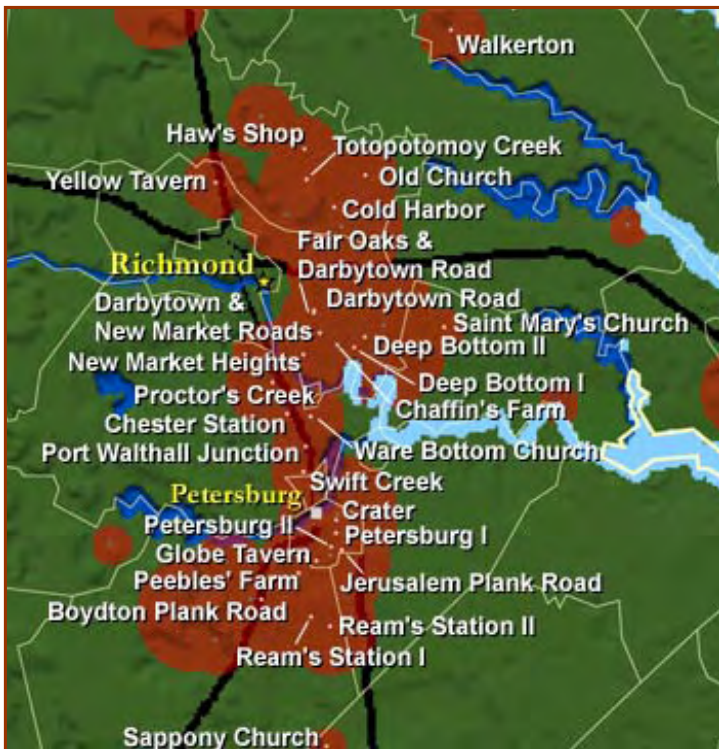 Walkerton
Haw's Shop
Totopotomoy Creek
Yellow Tavern
Old Church
Cold Harbor
Fair Oaks &
Darbytown Road
Richmond
Darbytown Road
Darbytown &
New Market Roads
Saint Mary's Church
Deep Bottom II
New Market Heights
Deep Bottom I
Proctor's Creek
Chaffin's Farm
Chester Station
Port Walthall Junction
Ware Bottom Church
Swift Creek
Petersburg
Crater
Petersburg II
Petersburg I
Globe Tavern
Peebles' Farm
Jerusalem Plank Road
Boydton Plank Road
Ream's Station II
Ream's Station I
Sappony Church